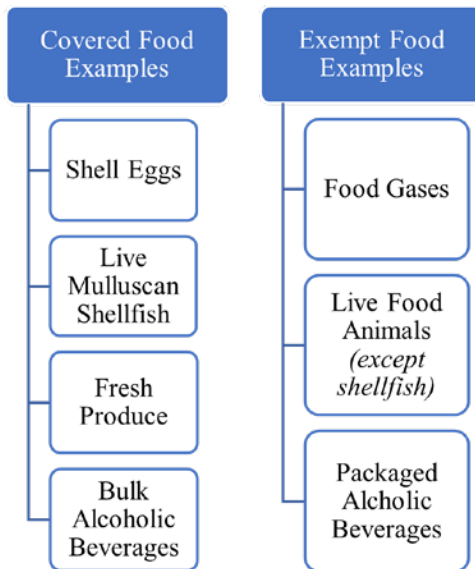 Covered Food
Examples
Shell Eggs
Live
Mulluscan
Shellfish
Fresh
Produce
Bulk
Alcoholic
Beverages
Exempt Food
Examples
Food Gases
Live Food
Animals
(except
shellfish)
Packaged
Alcholic
Beverages